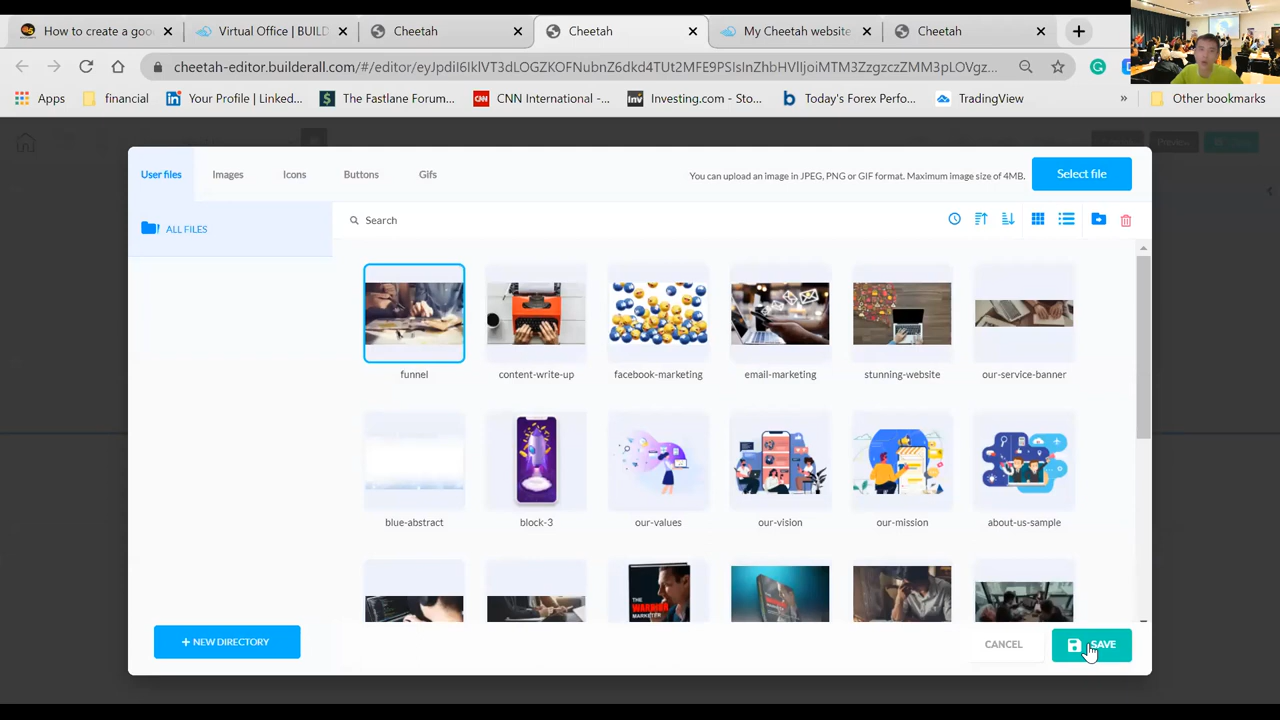 How to create a goo
Virtual Office | BUILD
Cheetah
Cheetah
My Cheetah website
Cheetah
cheetah-editor.builderall.com/#/editor/
Apps
financial
Your Profile | Linked...
The Fastlane Forum...
CNN International -...
Investing.com - Sto...
Today's Forex Perfo...
TradingView
»
Other bookmarks
Preview
User files
Images
Icons
Buttons
Gifs
You can upload an image in JPEG, PNG or GIF format. Maximum image size of 4MB.
Select file
ALL FILES
Search
funnel
content-write-up
facebook-marketing
email-marketing
stunning-website
our-service-banner
blue-abstract
block-3
our-values
our-vision
our-mission
about-us-sample
THE
WARRIOR
MARKETER
+ NEW DIRECTORY
CANCEL
SAVE